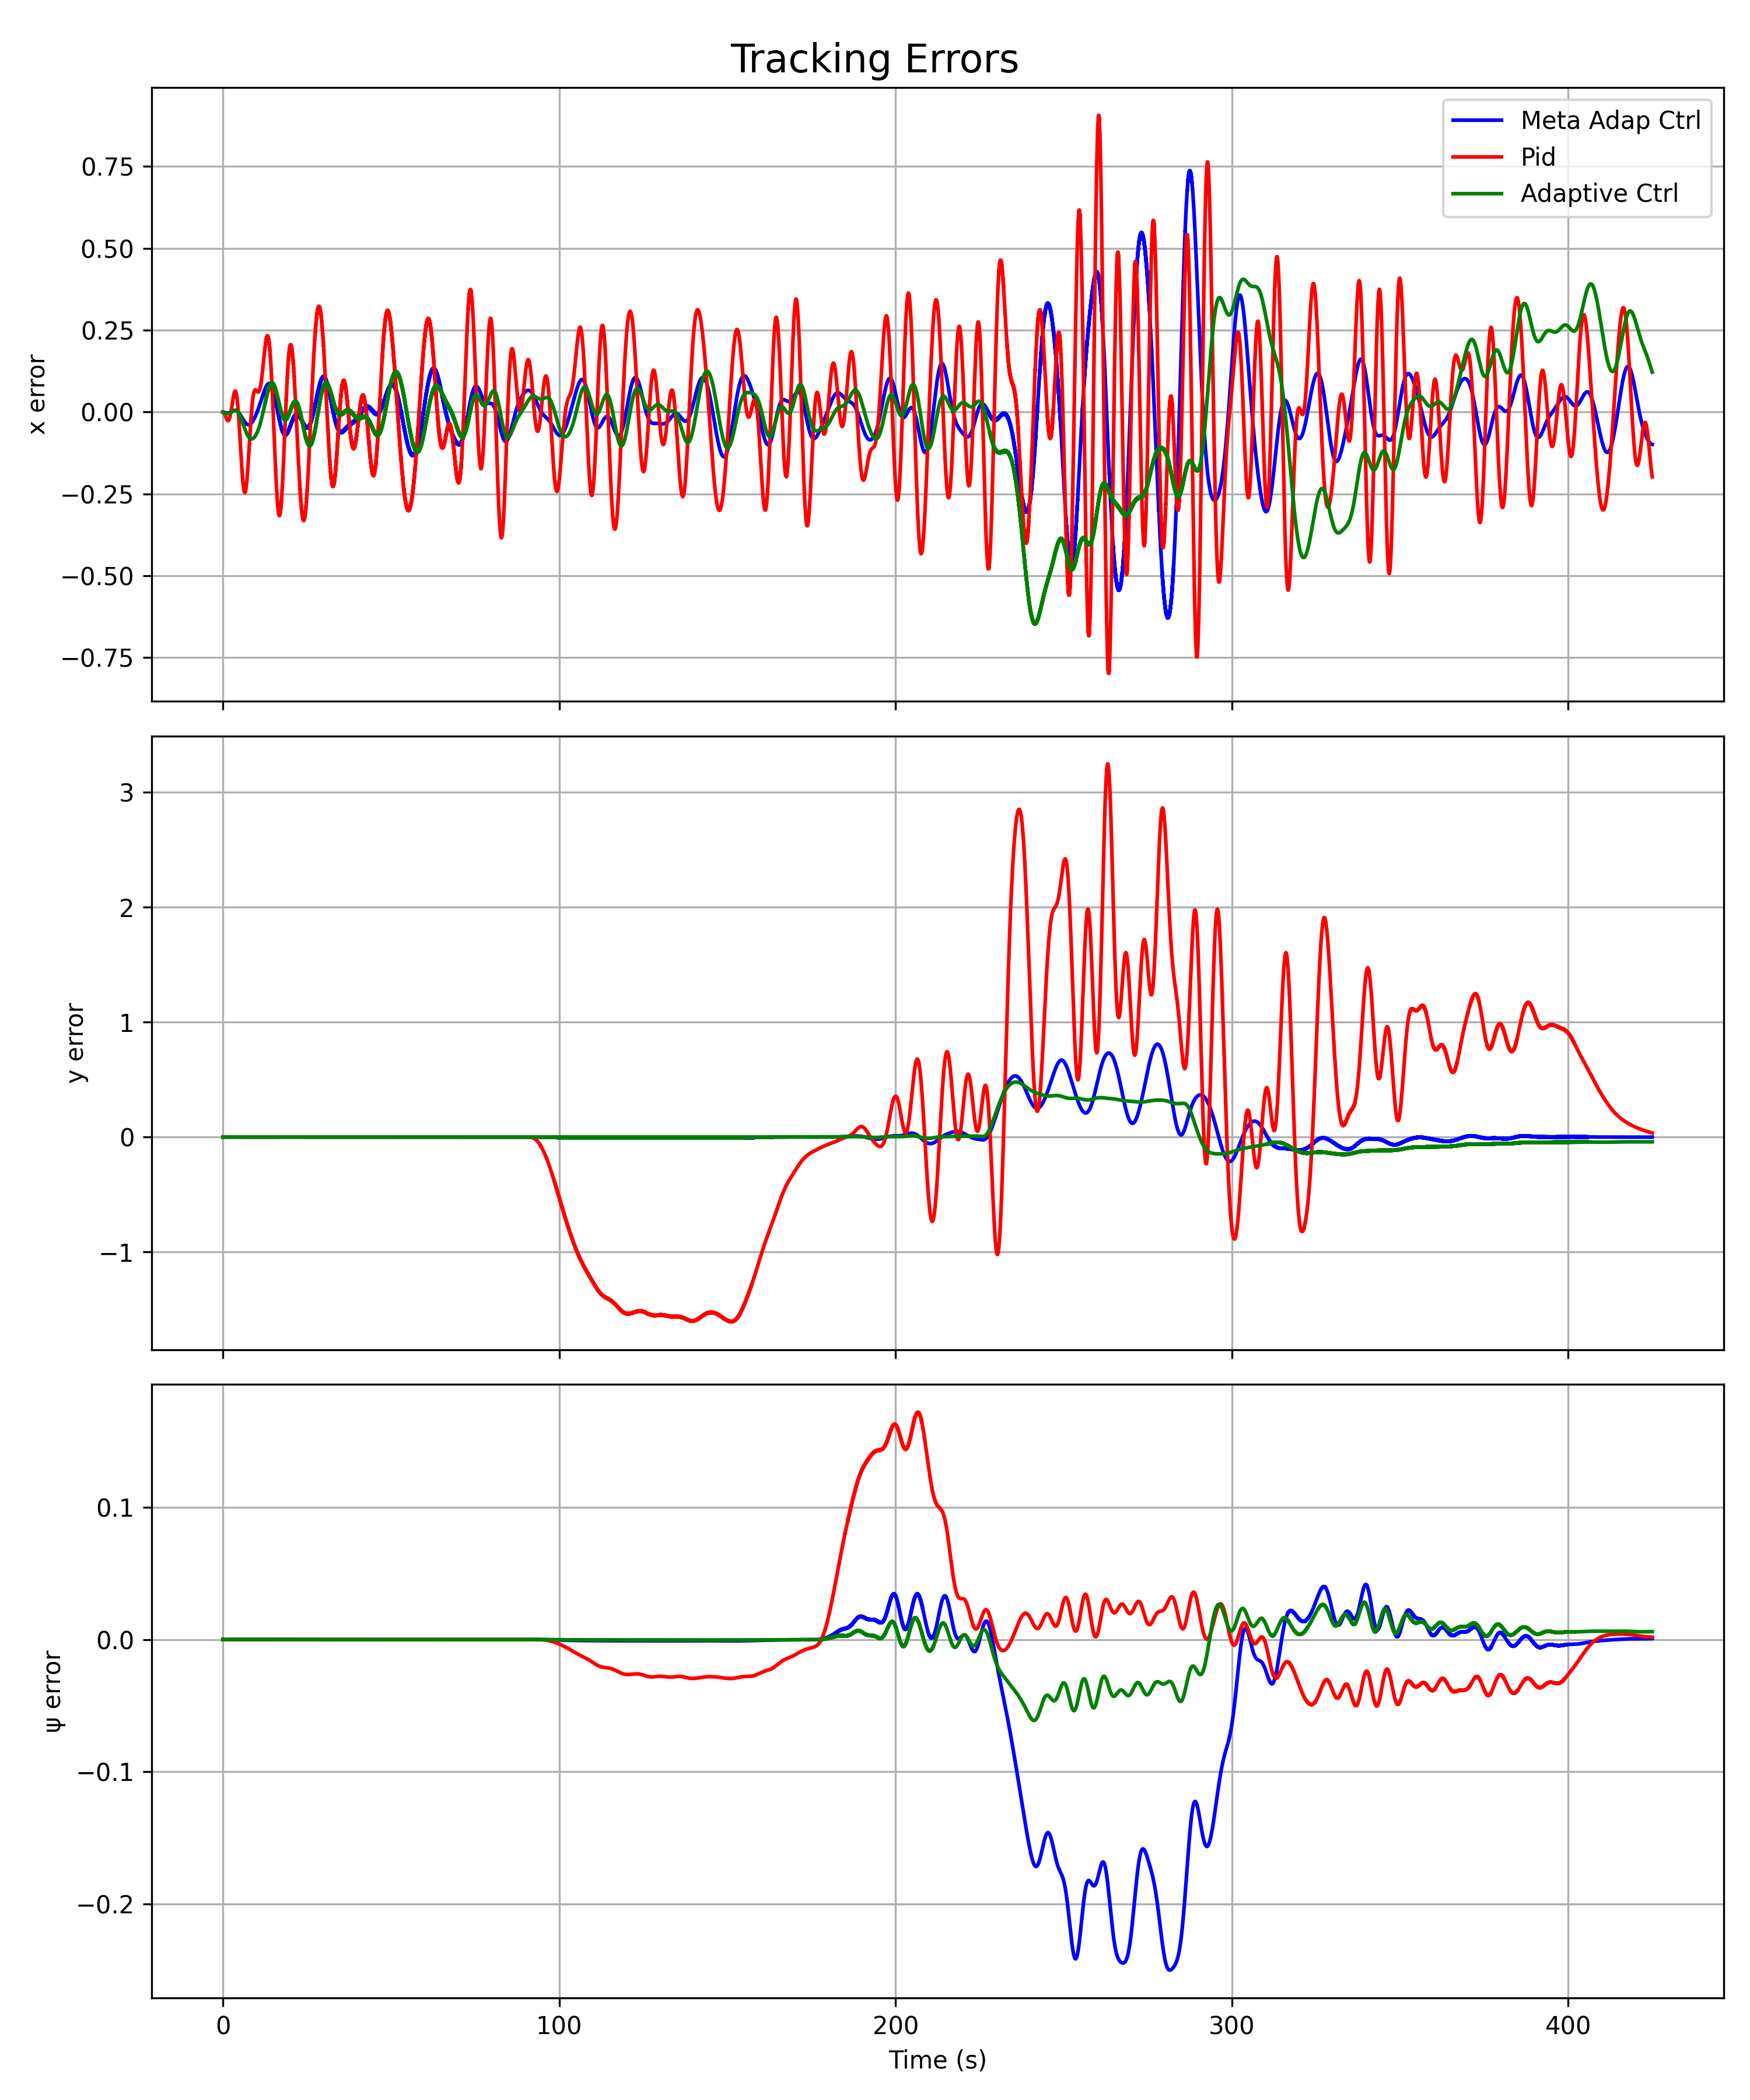 Tracking Errors
Meta Adap Ctrl
Pid
Adaptive Ctrl
x error
0.75
0.50
0.25
0.00
−0.25
−0.50
−0.75
y error
3
2
1
0
−1
ψ error
0.1
0.0
−0.1
−0.2
0 100 200 300 400
Time (s)